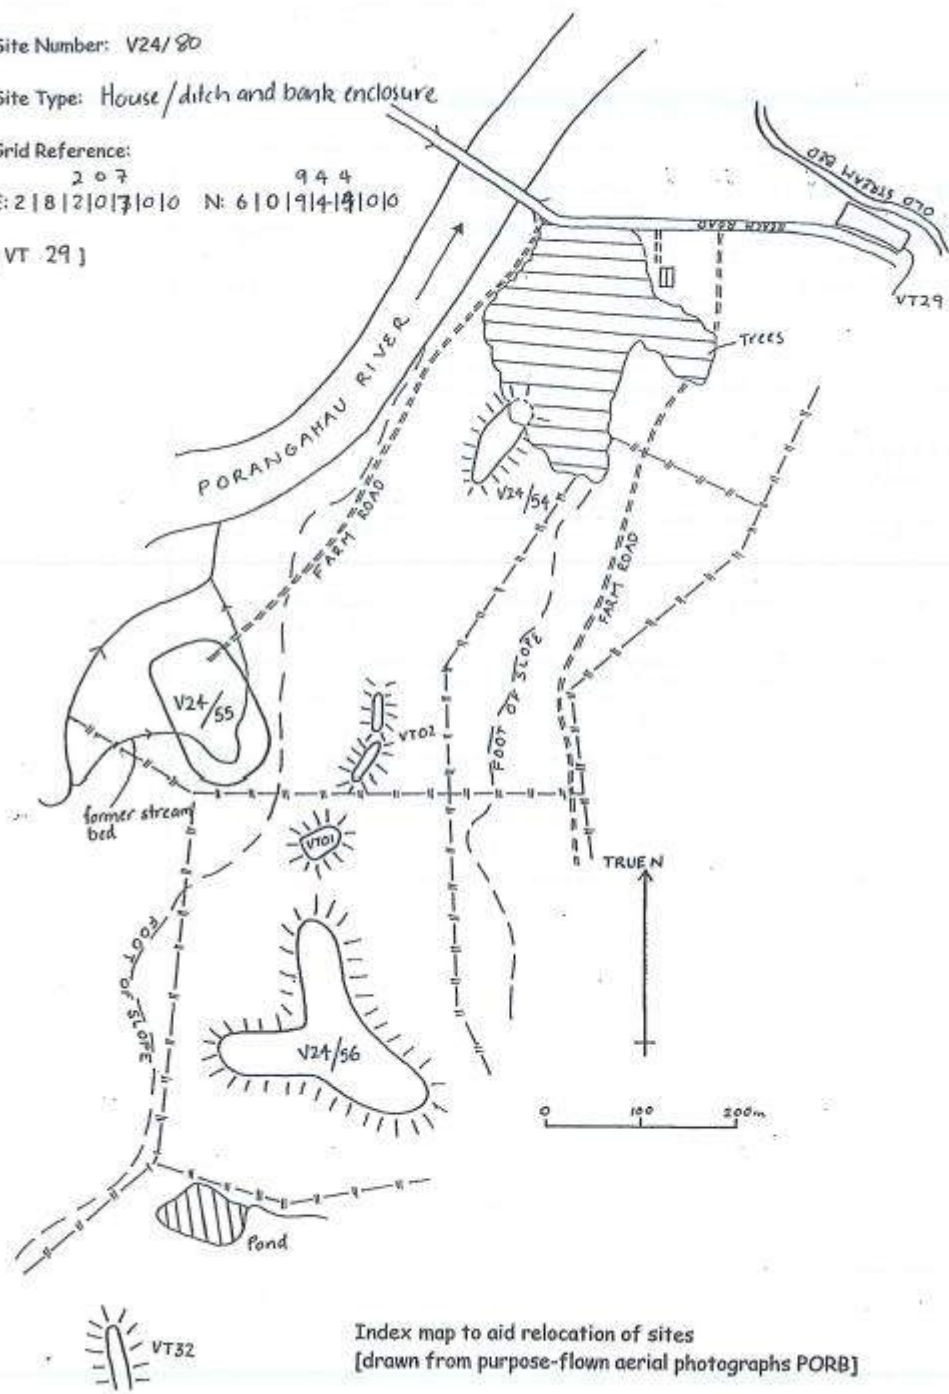 Site Number: V24/80
Site Type: House/ditch and bank enclosure
Grid Reference:
2 0 7 9 4 4
E: 2|8|2|0|7|0|0 N: 6|0|9|4|4|0|0
VT 29]
OLD STREAM BED
BEACH ROAD
VT29
Trees
PORANGAHAU RIVER
FARM ROAD
V24/54
FARM ROAD
FOOT OF SLOPE
V24/55
VT02
former stream
bed
VT01
TRUE N
FOOT OF SLOPE
V24/56
0 100 200m
Pond
VT32
Index map to aid relocation of sites
[drawn from purpose-flown aerial photographs PORB]